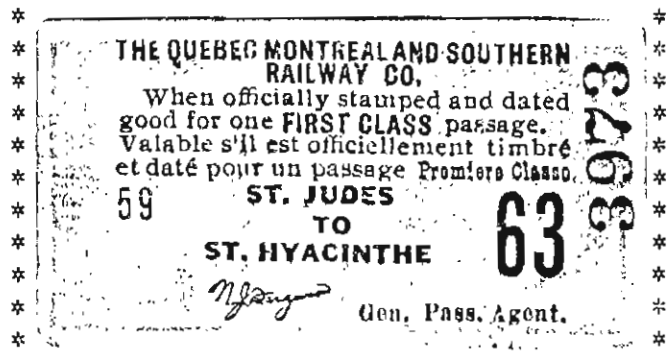 THE QUEBEC MONTREAL AND SOUTHERN
RAILWAY CO,
When officially stamped and dated
good for one FIRST CLASS passage.
Valable s'il est officiellement timbré
et daté pour un passage Premiere Classe
59 ST. JUDES 63
TO
ST. HYACINTHE
Gen. Pass. Agent.
3973